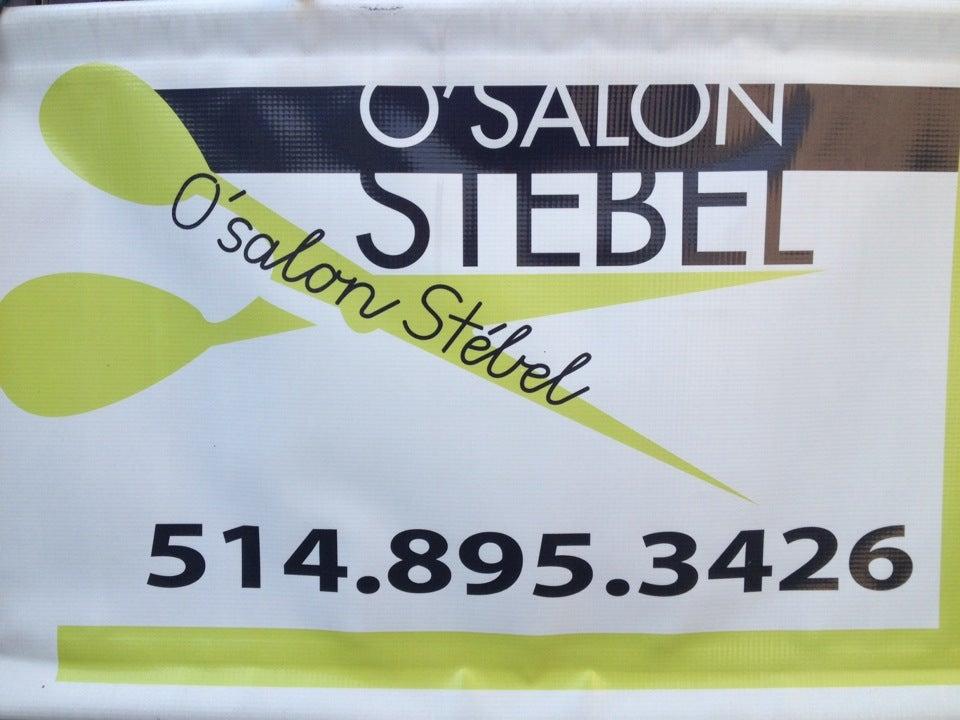 O'SALON
STEBEL
O'salon Stébel
514.895.3426